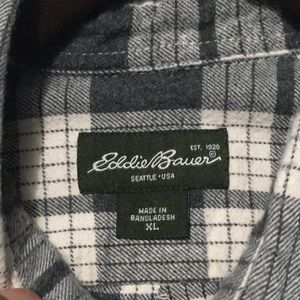 EST. 1920
Eddie Bauer
SEATTLE • USA
MADE IN
BANGLADESH
XL